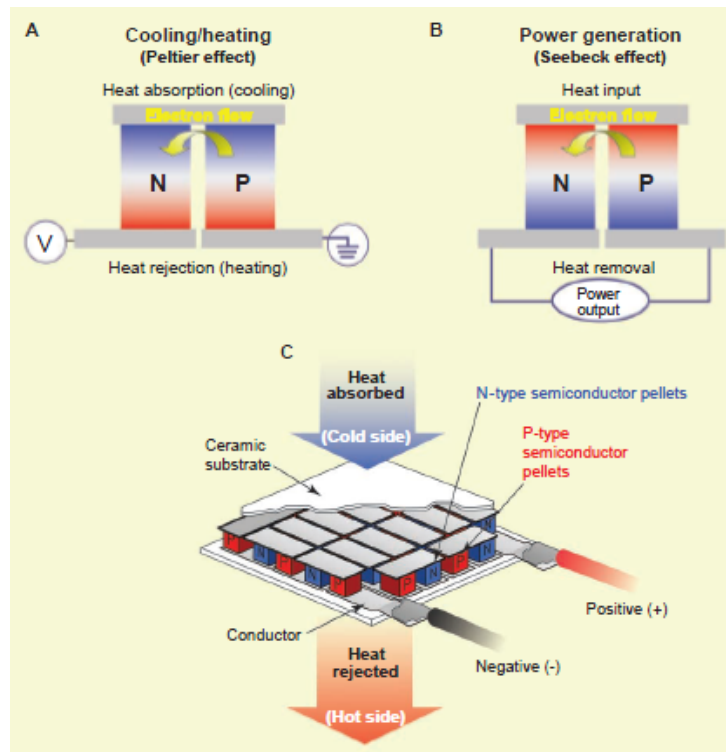 A
Cooling/heating
(Peltier effect)
Heat absorption (cooling)
Electron flow
N
P
V
Heat rejection (heating)
B
Power generation
(Seebeck effect)
Heat input
Electron flow
N
P
Heat removal
Power
output
C
Heat
absorbed
(Cold side)
N-type semiconductor pellets
P-type
semiconductor
pellets
Ceramic
substrate
N
P
N
P
N
P
P
N
P
N
Positive (+)
Conductor
Negative (-)
Heat
rejected
(Hot side)